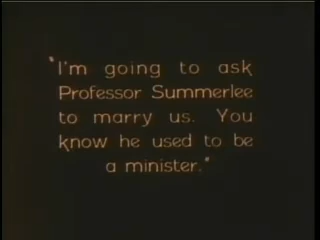 "I'm going to ask
Professor Summerlee
to marry us. You
know he used to be
a minister."